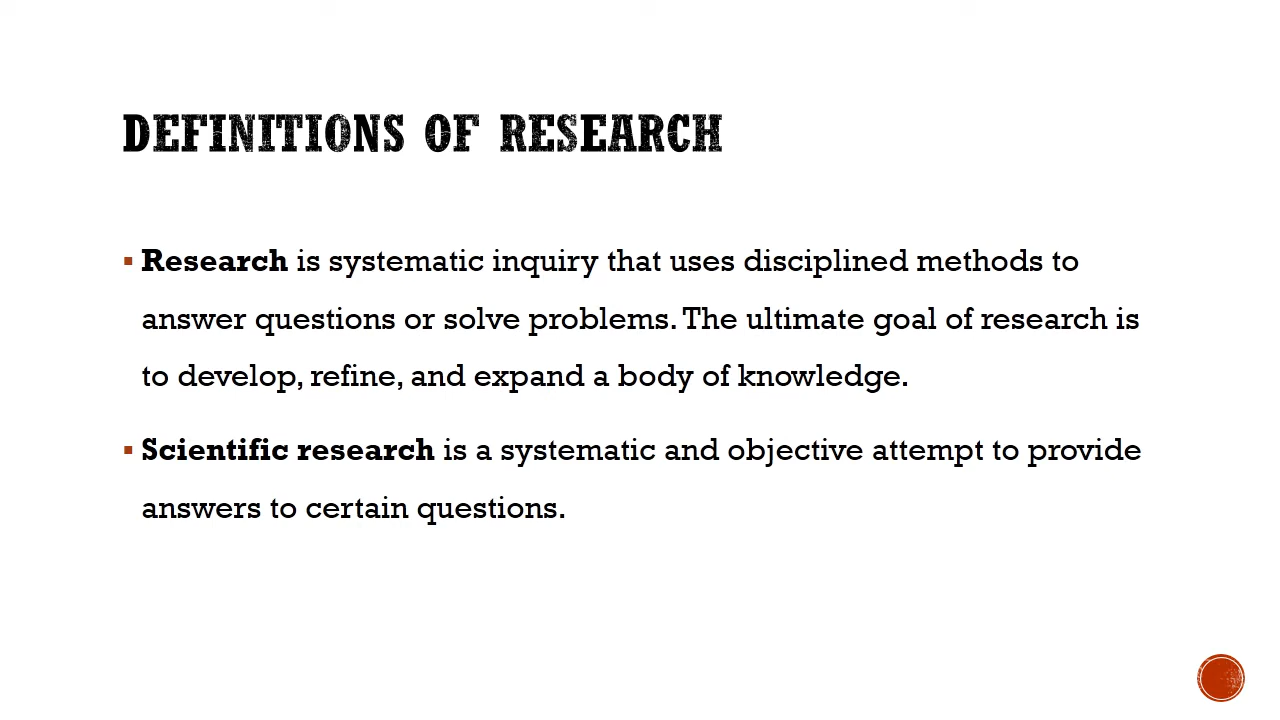 DEFINITIONS OF RESEARCH
▪ Research is systematic inquiry that uses disciplined methods to
answer questions or solve problems. The ultimate goal of research is
to develop, refine, and expand a body of knowledge.
▪ Scientific research is a systematic and objective attempt to provide
answers to certain questions.